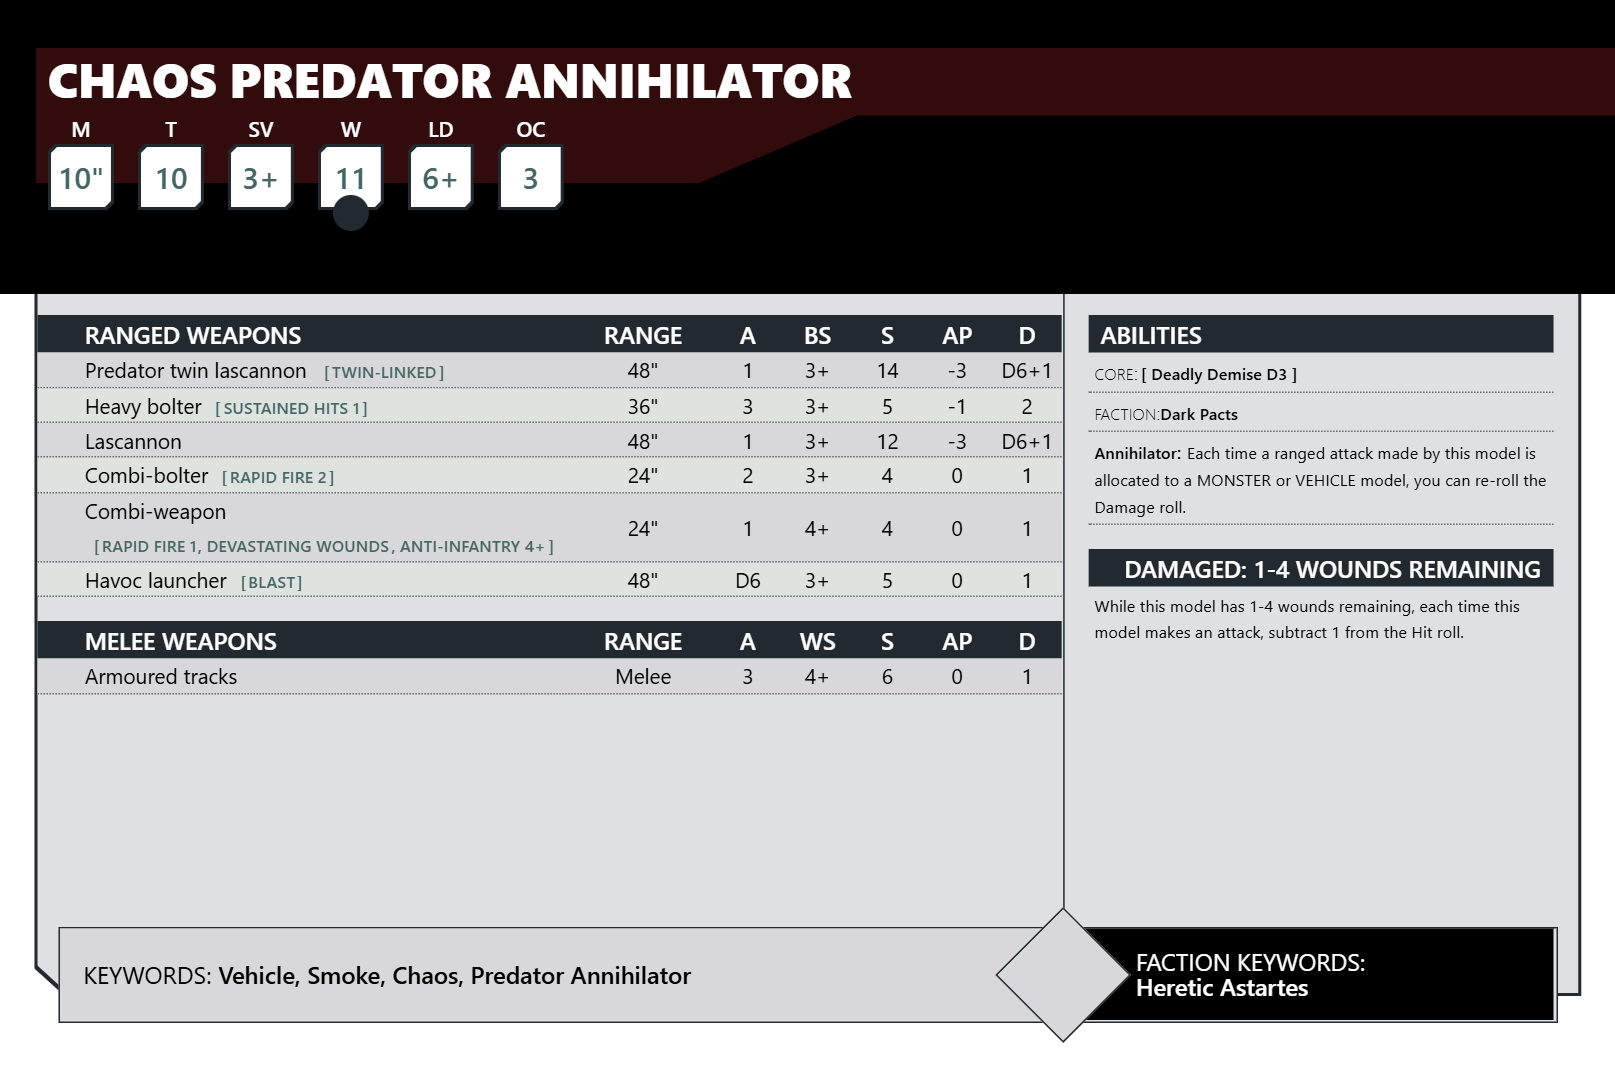 CHAOS PREDATOR ANNIHILATOR
M T SV W LD OC
10" 10 3+ 11 6+ 3
RANGED WEAPONS RANGE A BS S AP D
Predator twin lascannon [TWIN-LINKED] 48" 1 3+ 14 -3 D6+1
Heavy bolter [SUSTAINED HITS 1] 36" 3 3+ 5 -1 2
Lascannon 48" 1 3+ 12 -3 D6+1
Combi-bolter [RAPID FIRE 2] 24" 2 3+ 4 0 1
Combi-weapon
[RAPID FIRE 1, DEVASTATING WOUNDS, ANTI-INFANTRY 4+] 24" 1 4+ 4 0 1
Havoc launcher [BLAST] 48" D6 3+ 5 0 1
MELEE WEAPONS RANGE A WS S AP D
Armoured tracks Melee 3 4+ 6 0 1
ABILITIES
CORE: [ Deadly Demise D3 ]
FACTION:Dark Pacts
Annihilator: Each time a ranged attack made by this model is
allocated to a MONSTER or VEHICLE model, you can re-roll the
Damage roll.
DAMAGED: 1-4 WOUNDS REMAINING
While this model has 1-4 wounds remaining, each time this
model makes an attack, subtract 1 from the Hit roll.
KEYWORDS: Vehicle, Smoke, Chaos, Predator Annihilator
FACTION KEYWORDS:
Heretic Astartes